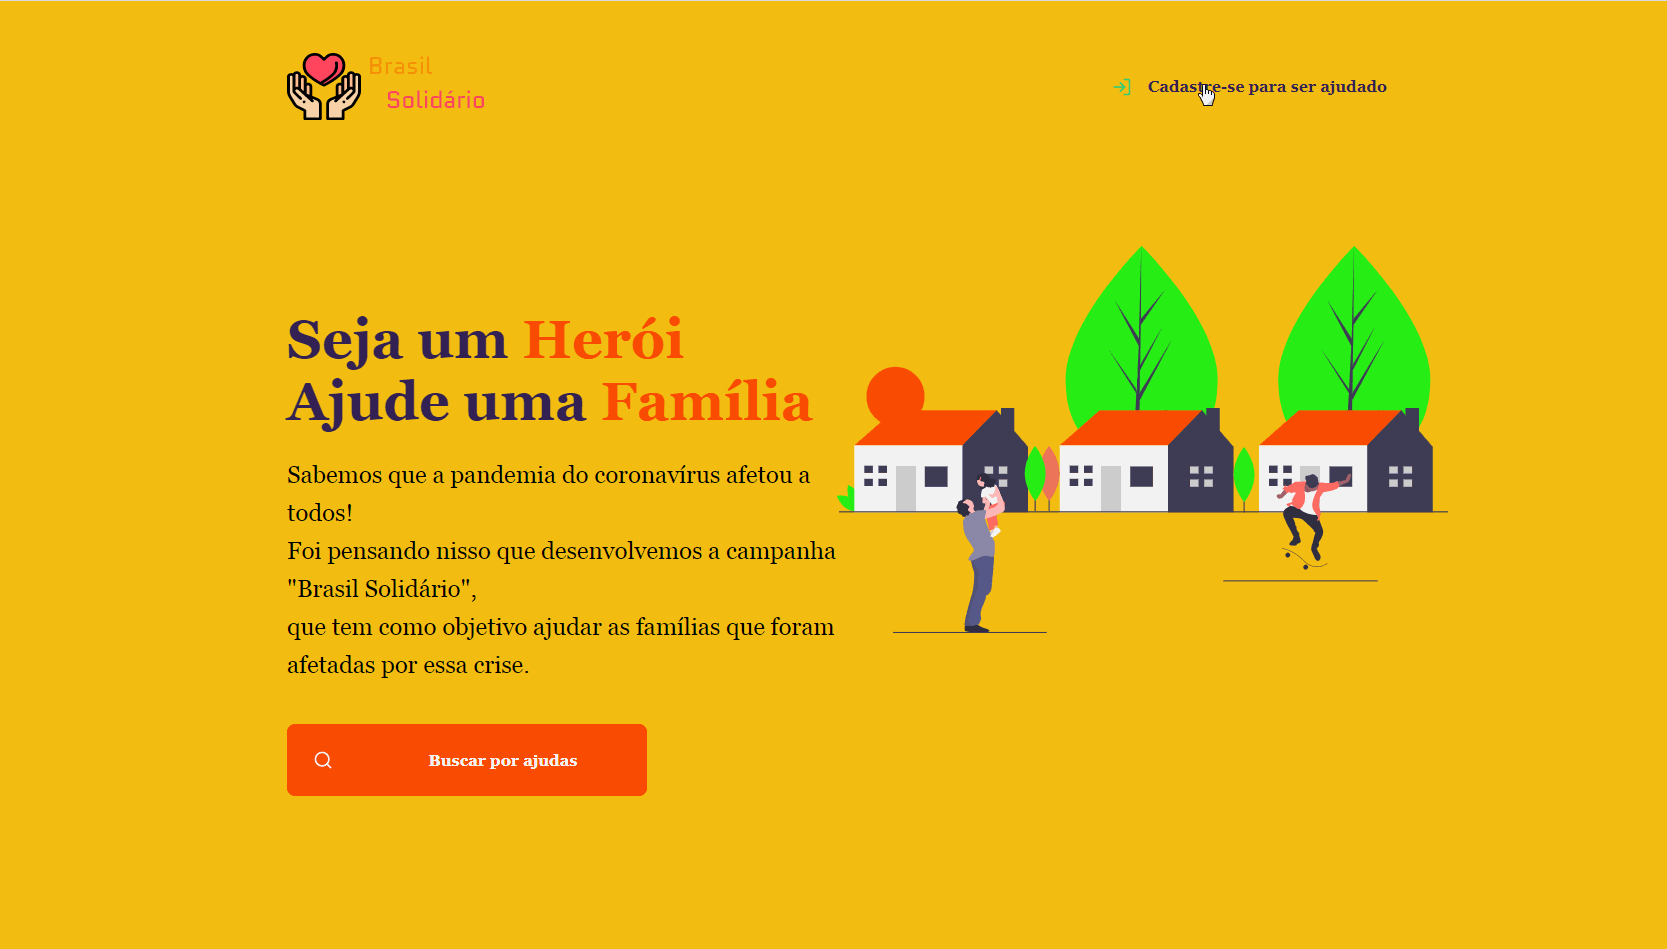 Brasil
Solidário
Cadastre-se para ser ajudado
Seja um Herói
Ajude uma Família
Sabemos que a pandemia do coronavírus afetou a
todos!
Foi pensando nisso que desenvolvemos a campanha
"Brasil Solidário",
que tem como objetivo ajudar as famílias que foram
afetadas por essa crise.
Buscar por ajudas